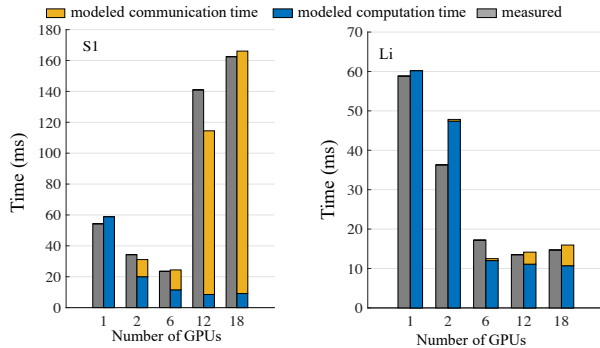 modeled communication time modeled computation time measured
S1
Time (ms)
180
160
140
120
100
80
60
40
20
0
1 2 6 12 18
Number of GPUs
Li
Time (ms)
70
60
50
40
30
20
10
0
1 2 6 12 18
Number of GPUs